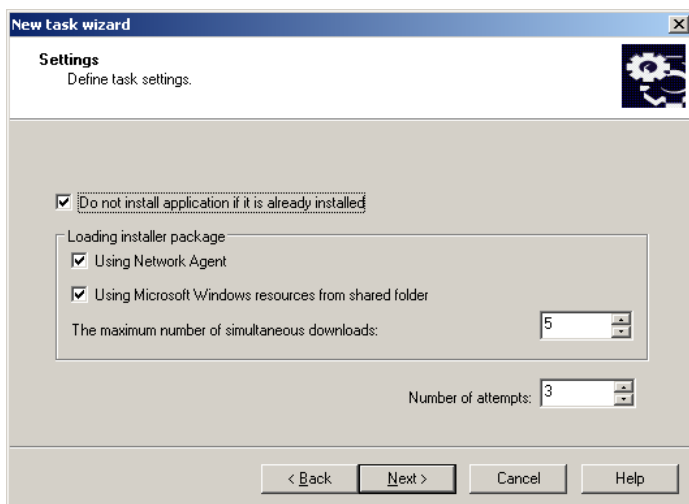 New task wizard
Settings
Define task settings.
Do not install application if it is already installed
Loading installer package
Using Network Agent
Using Microsoft Windows resources from shared folder
The maximum number of simultaneous downloads: 5
Number of attempts: 3
< Back Next > Cancel Help